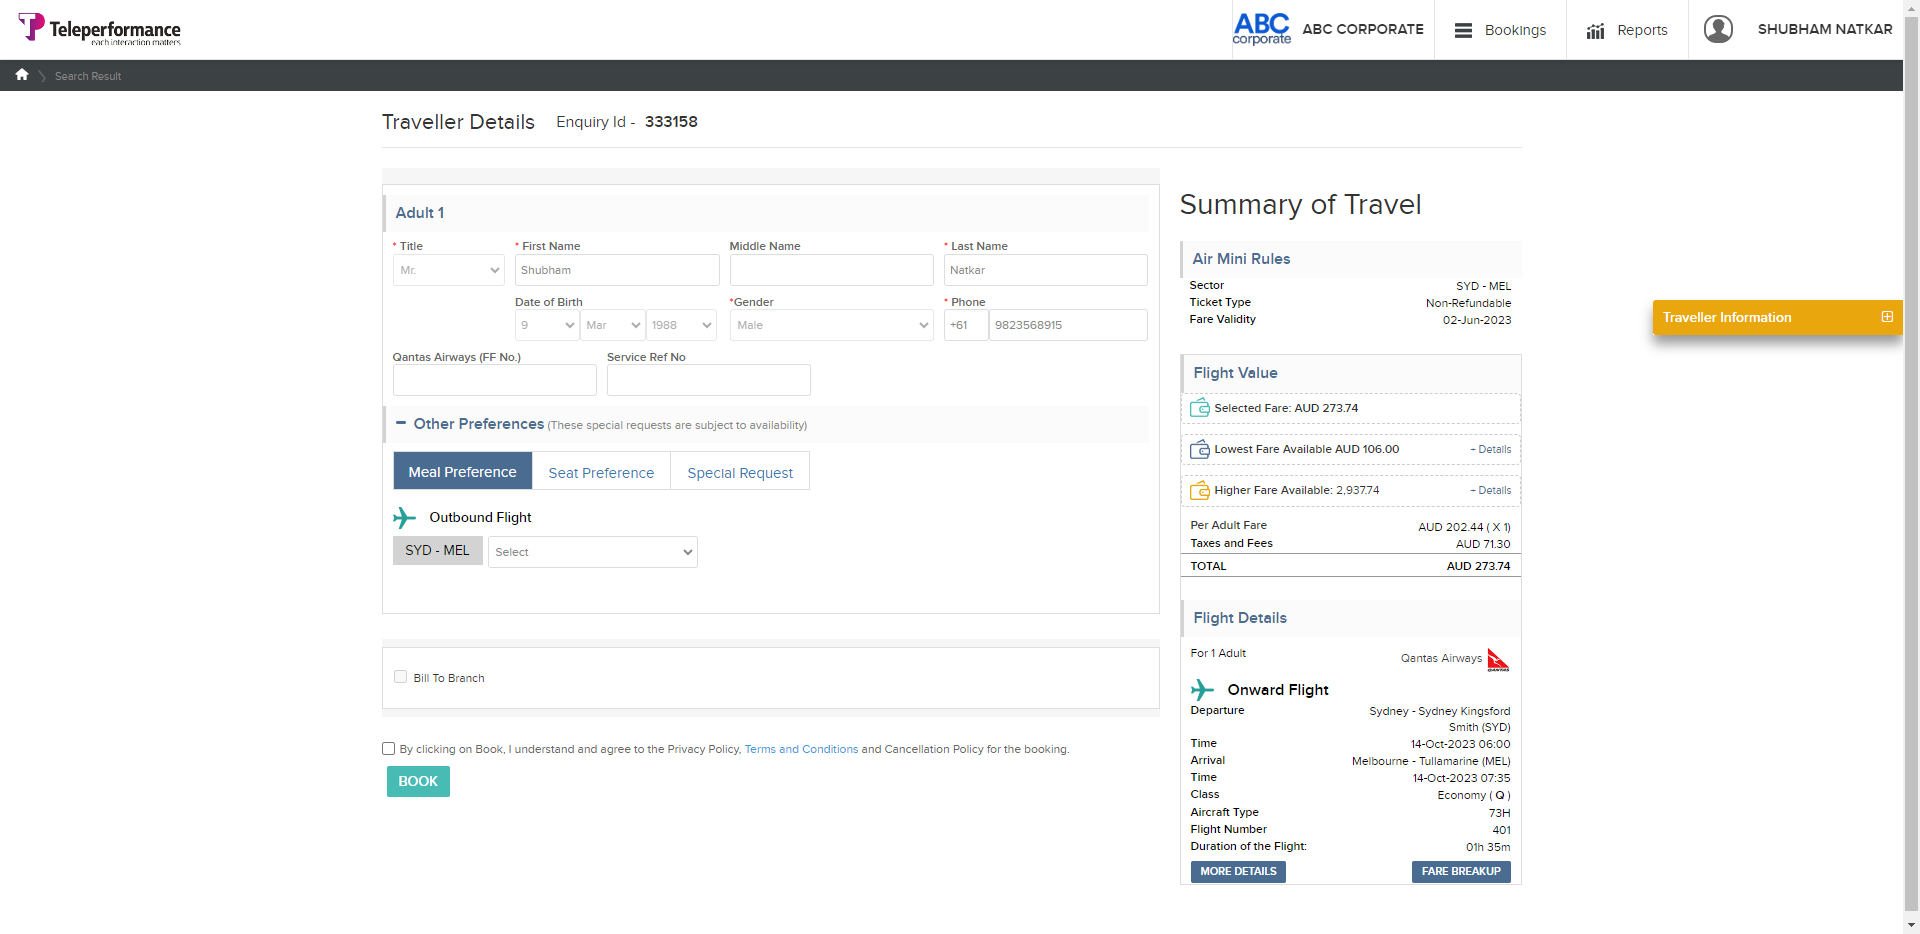 Teleperformance
each interaction matters
ABC
corporate
ABC CORPORATE
Bookings
Reports
SHUBHAM NATKAR
Search Result
Traveller Details
Enquiry Id - 333158
Adult 1
* Title
* First Name
Middle Name
* Last Name
Mr.
Shubham
Natkar
Date of Birth
*Gender
* Phone
9
Mar
1988
Male
+61
9823568915
Qantas Airways (FF No.)
Service Ref No
− Other Preferences (These special requests are subject to availability)
Meal Preference
Seat Preference
Special Request
Outbound Flight
SYD - MEL
Select
Bill To Branch
By clicking on Book, I understand and agree to the Privacy Policy, Terms and Conditions and Cancellation Policy for the booking.
BOOK
Summary of Travel
Air Mini Rules
Sector SYD - MEL
Ticket Type Non-Refundable
Fare Validity 02-Jun-2023
Flight Value
Selected Fare: AUD 273.74
Lowest Fare Available AUD 106.00 + Details
Higher Fare Available: 2,937.74 + Details
Per Adult Fare AUD 202.44 ( X 1)
Taxes and Fees AUD 71.30
TOTAL AUD 273.74
Flight Details
For 1 Adult
Qantas Airways
QANTAS
Onward Flight
Departure Sydney - Sydney Kingsford
Smith (SYD)
Time 14-Oct-2023 06:00
Arrival Melbourne - Tullamarine (MEL)
Time 14-Oct-2023 07:35
Class Economy ( Q )
Aircraft Type 73H
Flight Number 401
Duration of the Flight: 01h 35m
MORE DETAILS
FARE BREAKUP
Traveller Information